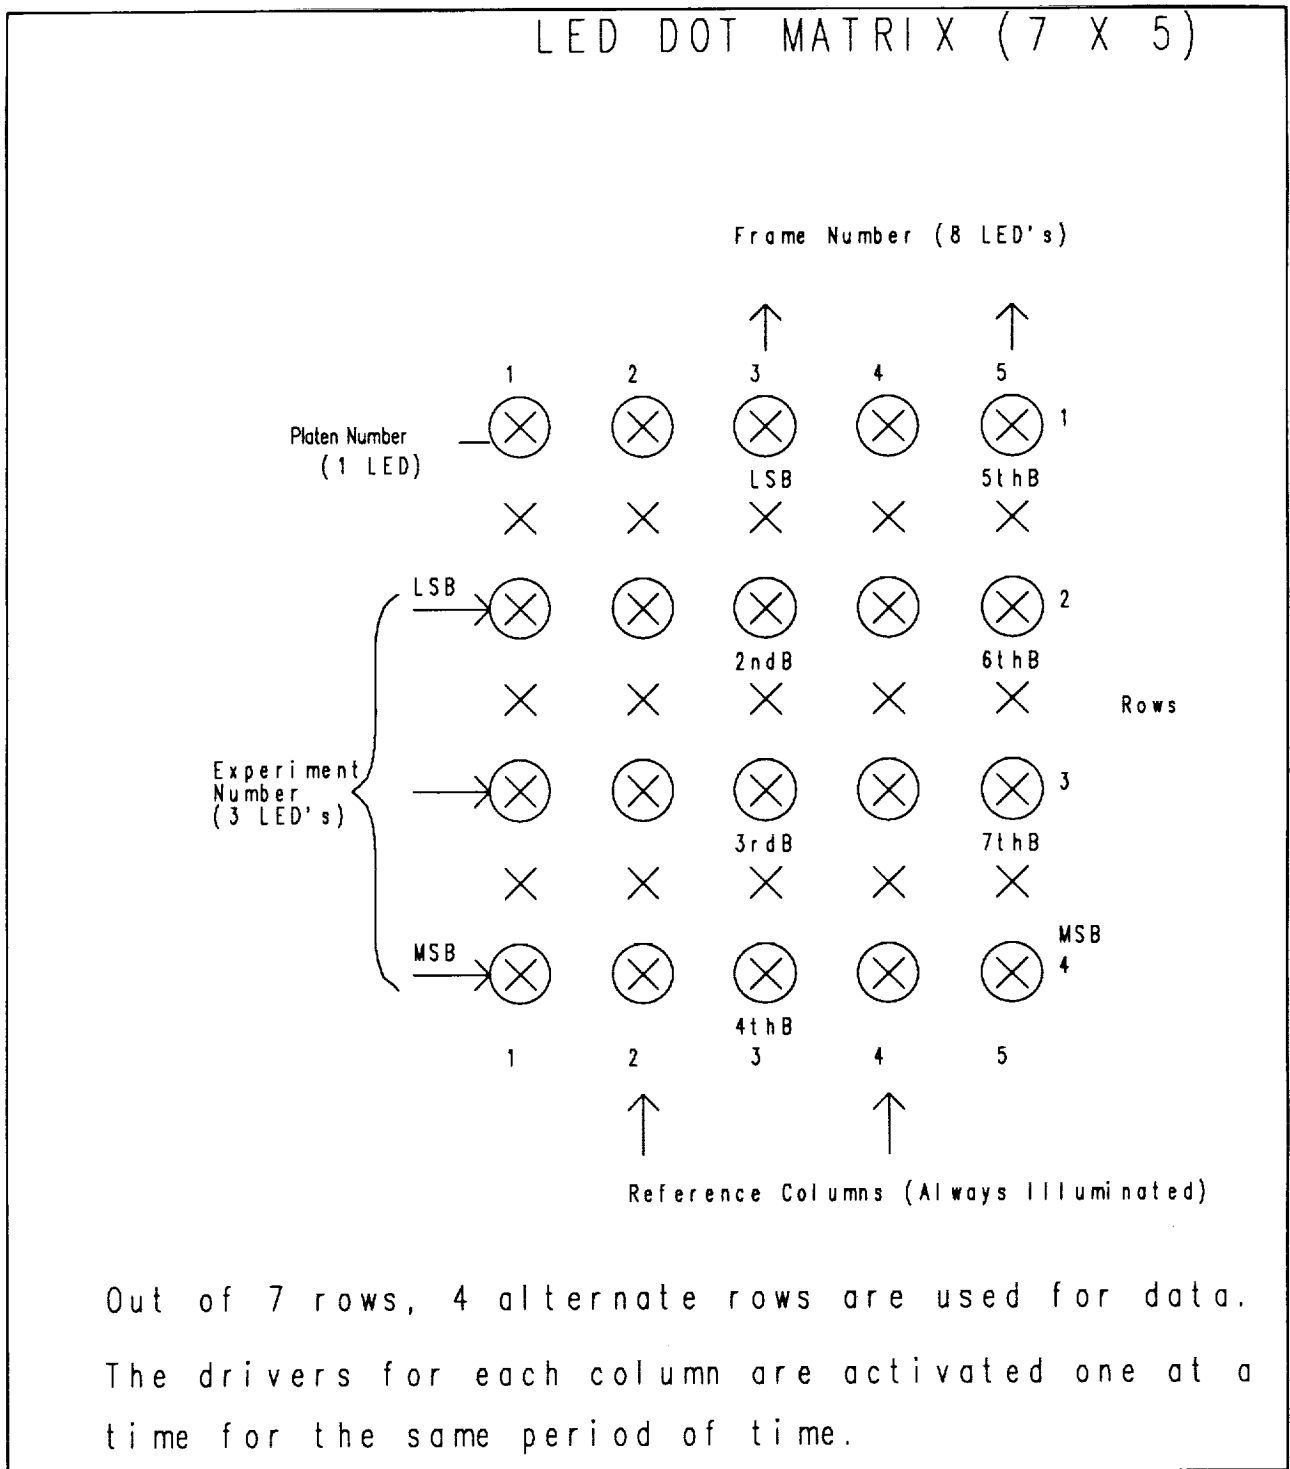 LED DOT MATRIX (7 X 5)
Frame Number (8 LED's)
1 2 3 4 5
Platen Number
(1 LED)
1
LSB 5thB
LSB
2
2ndB 6thB
Rows
Experiment
Number
(3 LED's)
3
3rdB 7thB
MSB
MSB
4
4thB
1 2 3 4 5
Reference Columns (Always Illuminated)
Out of 7 rows, 4 alternate rows are used for data.
The drivers for each column are activated one at a
time for the same period of time.